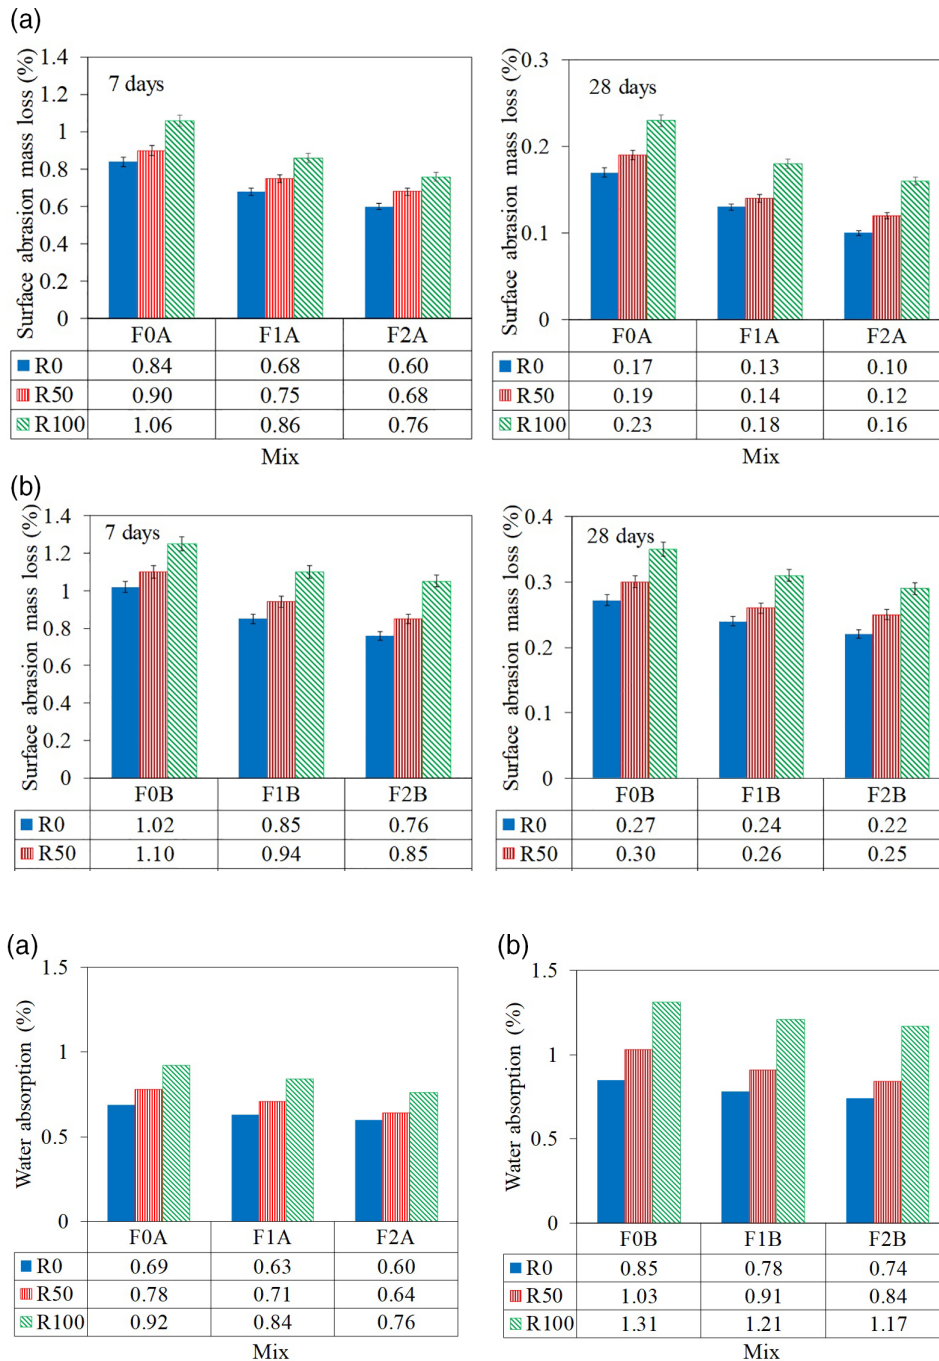 (a)
Surface abrasion mass loss (%)
1.4
1.2
1
0.8
0.6
0.4
0.2
0
7 days
F0A F1A F2A
R0 0.84 0.68 0.60
R50 0.90 0.75 0.68
R100 1.06 0.86 0.76
Mix
Surface abrasion mass loss (%)
0.3
0.2
0.1
0
28 days
F0A F1A F2A
R0 0.17 0.13 0.10
R50 0.19 0.14 0.12
R100 0.23 0.18 0.16
Mix
(b)
Surface abrasion mass loss (%)
1.4
1.2
1
0.8
0.6
0.4
0.2
0
7 days
F0B F1B F2B
R0 1.02 0.85 0.76
R50 1.10 0.94 0.85
Surface abrasion mass loss (%)
0.4
0.3
0.2
0.1
0
28 days
F0B F1B F2B
R0 0.27 0.24 0.22
R50 0.30 0.26 0.25
(a)
Water absorption (%)
1.5
1
0.5
0
F0A F1A F2A
R0 0.69 0.63 0.60
R50 0.78 0.71 0.64
R100 0.92 0.84 0.76
Mix
(b)
Water absorption (%)
1.5
1
0.5
0
F0B F1B F2B
R0 0.85 0.78 0.74
R50 1.03 0.91 0.84
R100 1.31 1.21 1.17
Mix